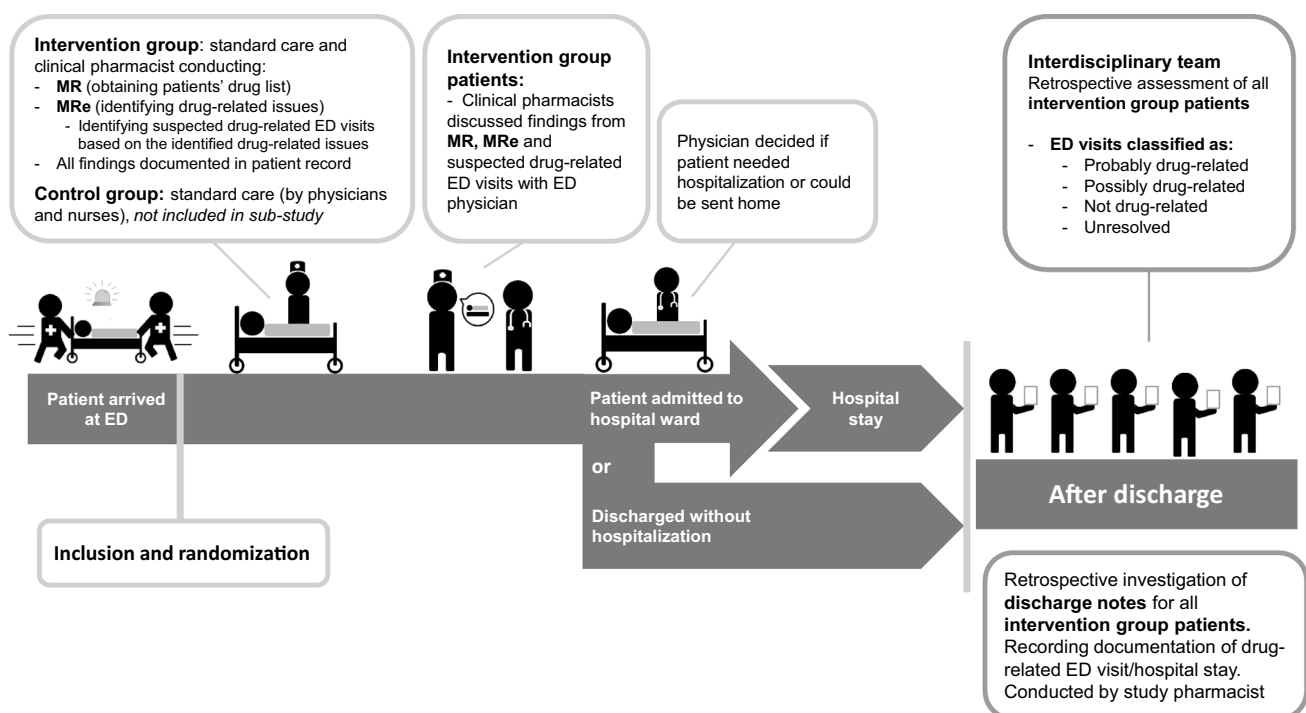 Intervention group: standard care and
clinical pharmacist conducting:
- MR (obtaining patients' drug list)
- MRe (identifying drug-related issues)
- Identifying suspected drug-related ED visits
based on the identified drug-related issues
- All findings documented in patient record
Control group: standard care (by physicians
and nurses), not included in sub-study
Intervention group
patients:
- Clinical pharmacists
discussed findings from
MR, MRe and
suspected drug-related
ED visits with ED
physician
Physician decided if
patient needed
hospitalization or could
be sent home
Interdisciplinary team
Retrospective assessment of all
intervention group patients
- ED visits classified as:
- Probably drug-related
- Possibly drug-related
- Not drug-related
- Unresolved
Patient arrived
at ED
Patient admitted to
hospital ward
Hospital
stay
or
Discharged without
hospitalization
After discharge
Inclusion and randomization
Retrospective investigation of
discharge notes for all
intervention group patients.
Recording documentation of drug-
related ED visit/hospital stay.
Conducted by study pharmacist